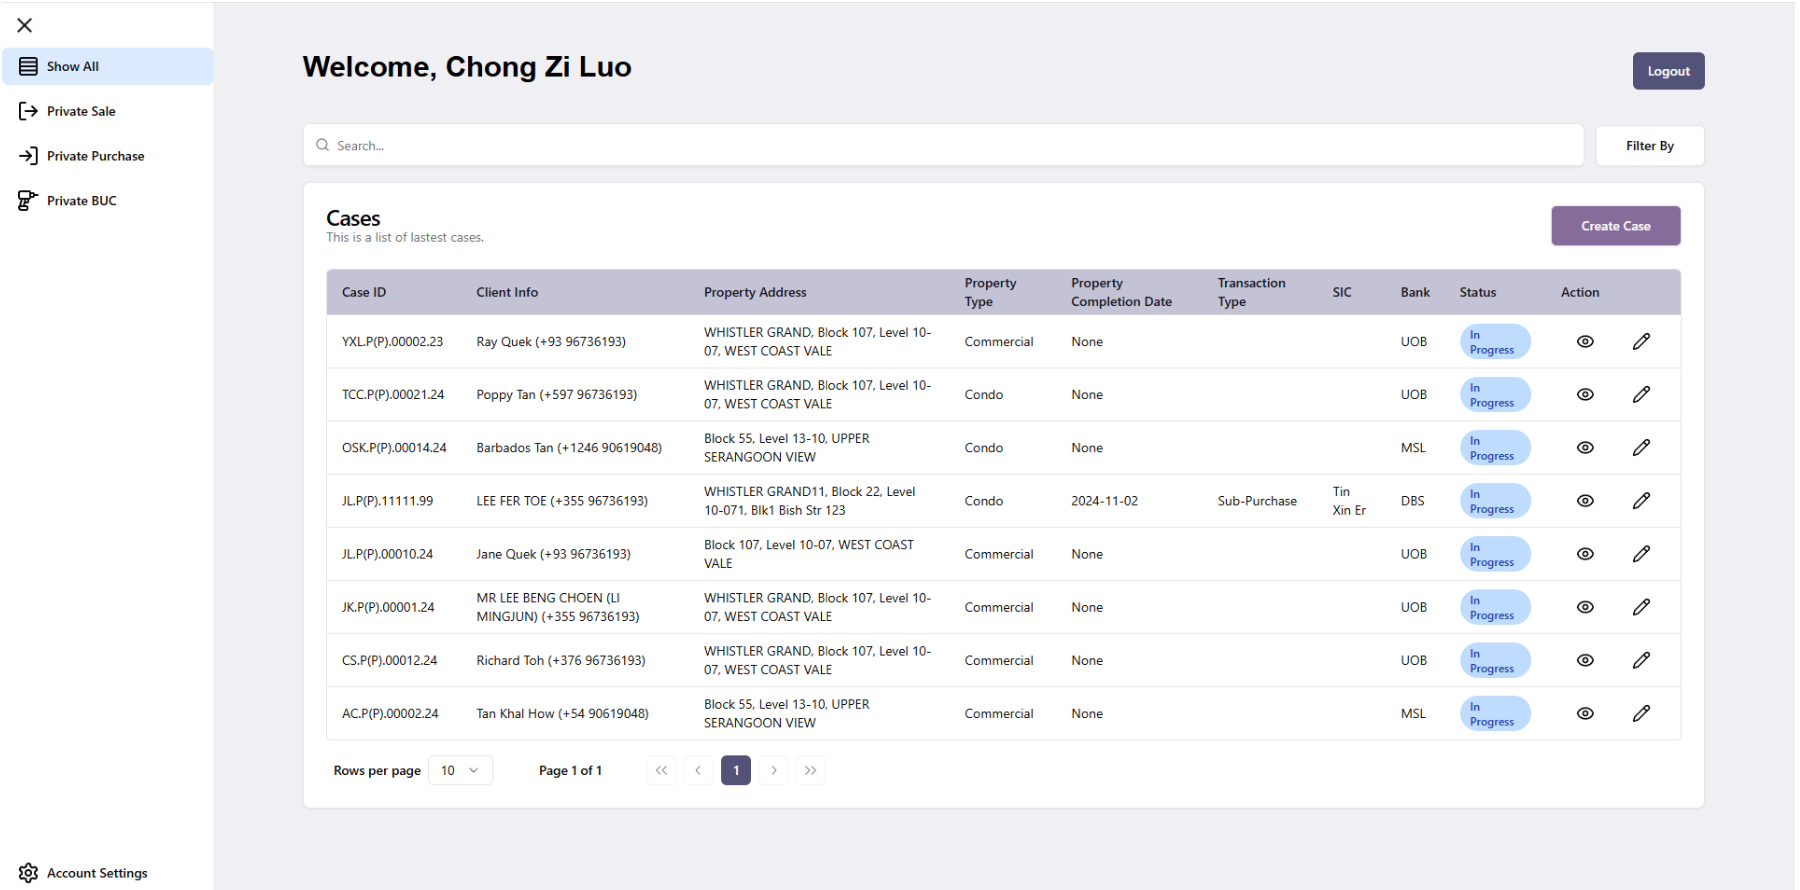 Show All
Private Sale
Private Purchase
Private BUC
Account Settings
Welcome, Chong Zi Luo
Logout
Search...
Filter By
Cases
This is a list of lastest cases.
Create Case
Case ID Client Info Property Address Property Type Property Completion Date Transaction Type SIC Bank Status Action
YXL.P(P).00002.23 Ray Quek (+93 96736193) WHISTLER GRAND, Block 107, Level 10-07, WEST COAST VALE Commercial None UOB In Progress
TCC.P(P).00021.24 Poppy Tan (+597 96736193) WHISTLER GRAND, Block 107, Level 10-07, WEST COAST VALE Condo None UOB In Progress
OSK.P(P).00014.24 Barbados Tan (+1246 90619048) Block 55, Level 13-10, UPPER SERANGOON VIEW Condo None MSL In Progress
JL.P(P).11111.99 LEE FER TOE (+355 96736193) WHISTLER GRAND11, Block 22, Level 10-071, Blk1 Bish Str 123 Condo 2024-11-02 Sub-Purchase Tin Xin Er DBS In Progress
JL.P(P).00010.24 Jane Quek (+93 96736193) Block 107, Level 10-07, WEST COAST VALE Commercial None UOB In Progress
JK.P(P).00001.24 MR LEE BENG CHOEN (LI MINGJUN) (+355 96736193) WHISTLER GRAND, Block 107, Level 10-07, WEST COAST VALE Commercial None UOB In Progress
CS.P(P).00012.24 Richard Toh (+376 96736193) WHISTLER GRAND, Block 107, Level 10-07, WEST COAST VALE Commercial None UOB In Progress
AC.P(P).00002.24 Tan Khal How (+54 90619048) Block 55, Level 13-10, UPPER SERANGOON VIEW Commercial None MSL In Progress
Rows per page 10 Page 1 of 1 1